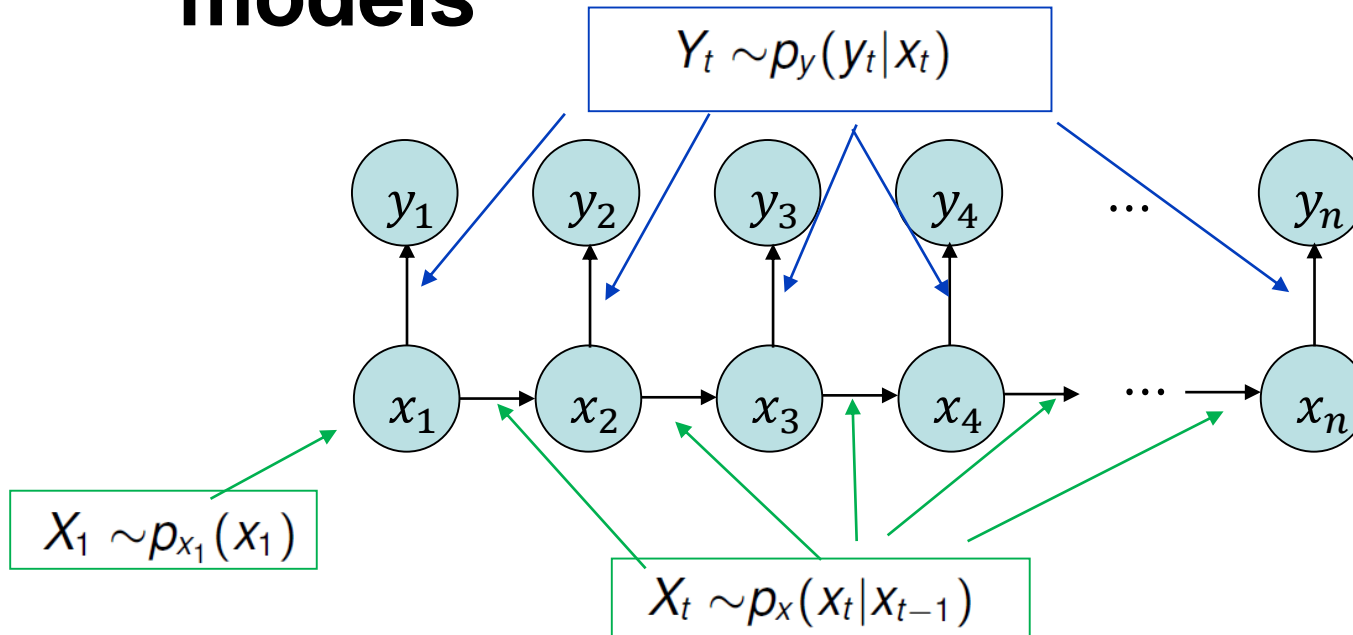 models
Yₜ ~pᵧ(yₜ|xₜ)
y₁ y₂ y₃ y₄ ... yₙ
x₁ x₂ x₃ x₄ ... xₙ
X₁ ~pₓ₁(x₁)
Xₜ ~pₓ(xₜ|xₜ₋₁)